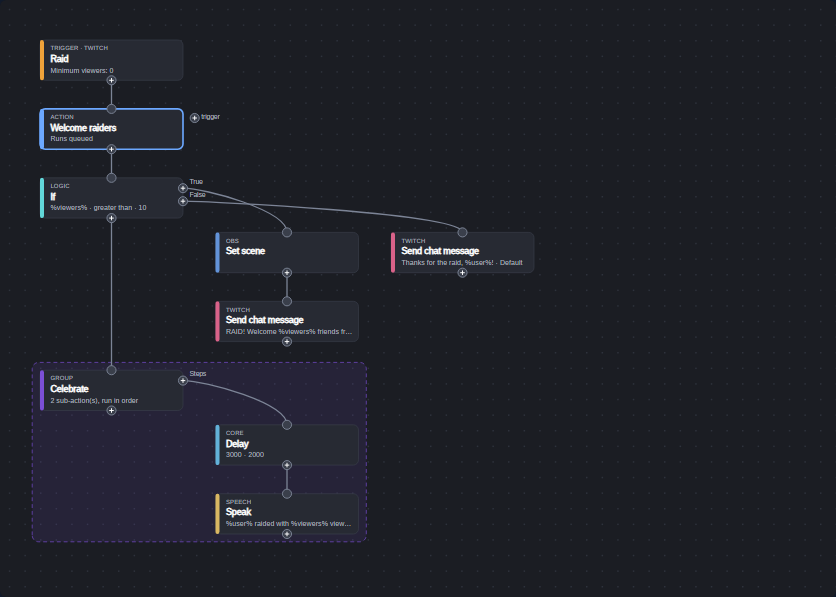 TRIGGER · TWITCH
Raid
Minimum viewers: 0
ACTION
Welcome raiders
Runs queued
trigger
LOGIC
If
%viewers% · greater than · 10
True
False
OBS
Set scene
TWITCH
Send chat message
Thanks for the raid, %user%! · Default
TWITCH
Send chat message
RAID! Welcome %viewers% friends fr…
GROUP
Celebrate
2 sub-action(s), run in order
Steps
CORE
Delay
3000 · 2000
SPEECH
Speak
%user% raided with %viewers% view…